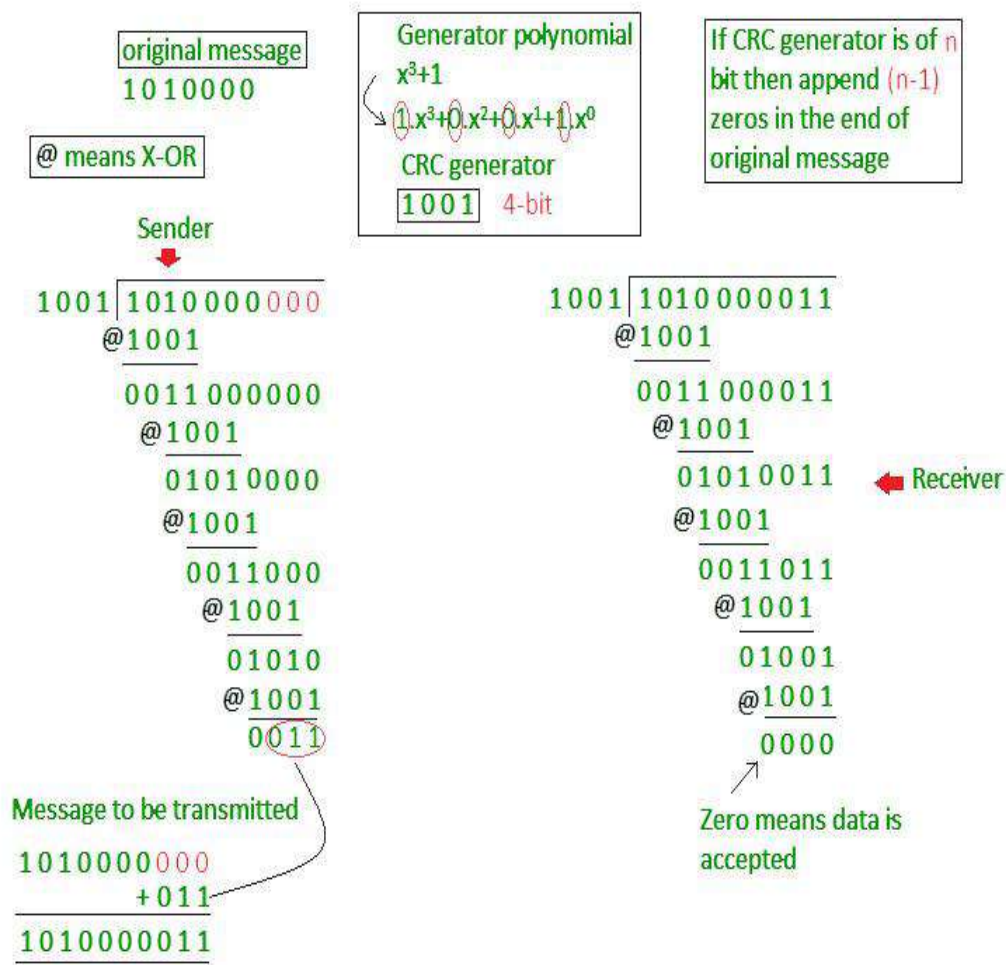 original message
1010000
@ means X-OR
Generator polynomial
x³+1
1.x³+0.x²+0.x¹+1.x⁰
CRC generator
1001 4-bit
If CRC generator is of n
bit then append (n-1)
zeros in the end of
original message
Sender
1001 1010000000
@1001
0011000000
@1001
01010000
@1001
0011000
@1001
01010
@1001
0011
Message to be transmitted
1010000000
+011
1010000011
1001 1010000011
@1001
0011000011
@1001
01010011
@1001
0011011
@1001
01001
@1001
0000
Receiver
Zero means data is
accepted